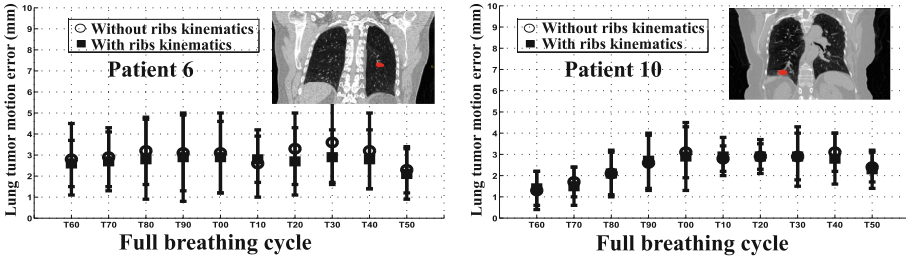 Lung tumor motion error (mm)
10
9
8
7
6
5
4
3
2
1
0
Without ribs kinematics
With ribs kinematics
Patient 6
T60 T70 T80 T90 T00 T10 T20 T30 T40 T50
Full breathing cycle
Lung tumor motion error (mm)
10
9
8
7
6
5
4
3
2
1
0
Without ribs kinematics
With ribs kinematics
Patient 10
T60 T70 T80 T90 T00 T10 T20 T30 T40 T50
Full breathing cycle